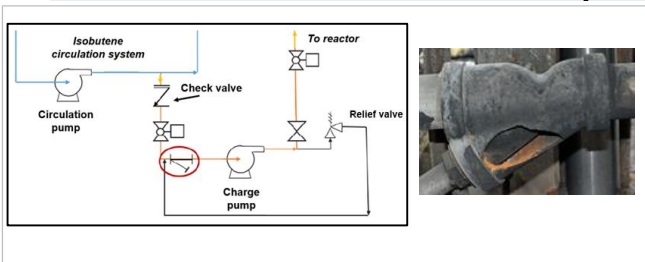 Isobutene
circulation system
To reactor
Check valve
Circulation
pump
Relief valve
Charge
pump